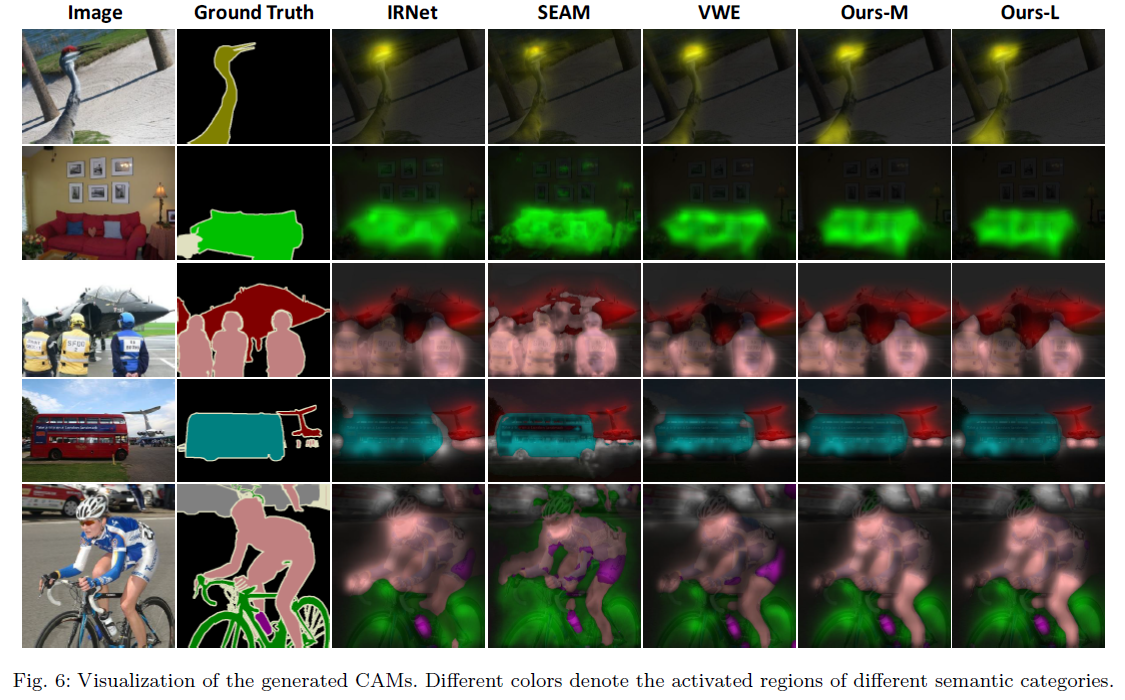 Image Ground Truth IRNet SEAM VWE Ours-M Ours-L
Fig. 6: Visualization of the generated CAMs. Different colors denote the activated regions of different semantic categories.